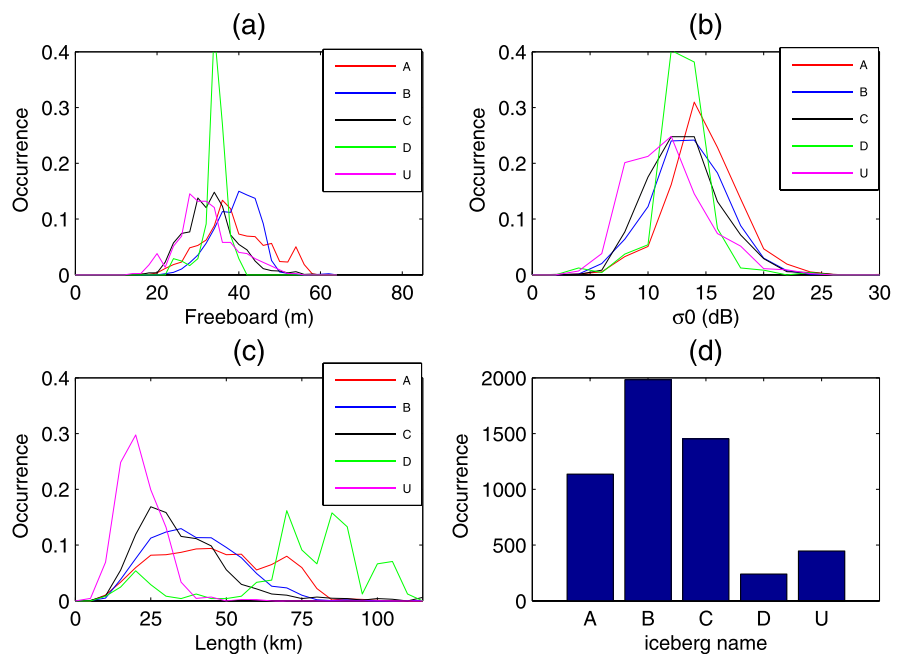 (a)
0.4
0.3
0.2
0.1
0
0 20 40 60 80
Occurrence
Freeboard (m)
A
B
C
D
U
(b)
0.4
0.3
0.2
0.1
0
0 5 10 15 20 25 30
Occurrence
σ0 (dB)
A
B
C
D
U
(c)
0.4
0.3
0.2
0.1
0
0 25 50 75 100
Occurrence
Length (km)
A
B
C
D
U
(d)
2000
1500
1000
500
0
A B C D U
Occurrence
iceberg name